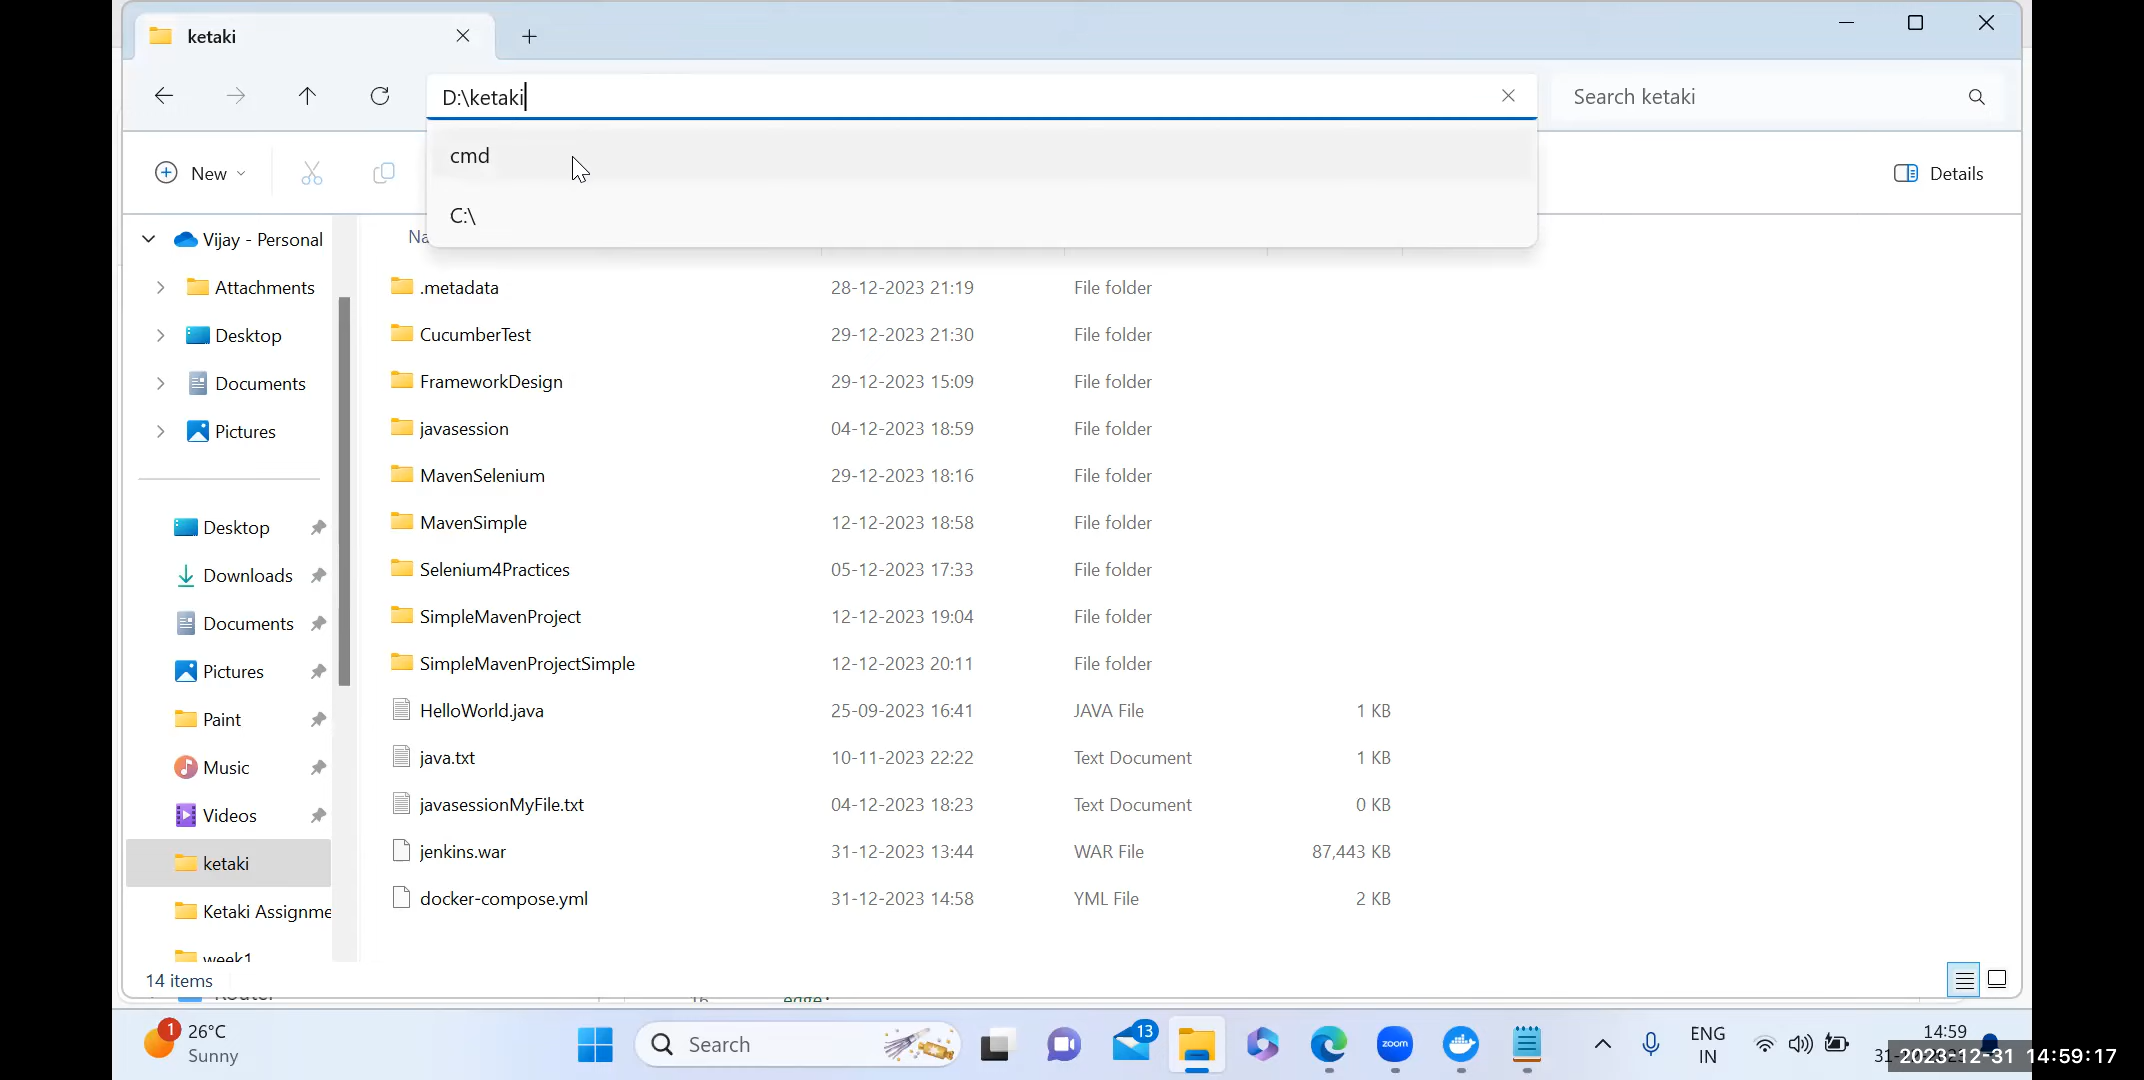 ketaki
D:\ketaki
Search ketaki
cmd
C:\
New
Details
Na
Vijay - Personal
Attachments
Desktop
Documents
Pictures
Desktop
Downloads
Documents
Pictures
Paint
Music
Videos
ketaki
Ketaki Assignme
week1
.metadata 28-12-2023 21:19 File folder
CucumberTest 29-12-2023 21:30 File folder
FrameworkDesign 29-12-2023 15:09 File folder
javasession 04-12-2023 18:59 File folder
MavenSelenium 29-12-2023 18:16 File folder
MavenSimple 12-12-2023 18:58 File folder
Selenium4Practices 05-12-2023 17:33 File folder
SimpleMavenProject 12-12-2023 19:04 File folder
SimpleMavenProjectSimple 12-12-2023 20:11 File folder
HelloWorld.java 25-09-2023 16:41 JAVA File 1 KB
java.txt 10-11-2023 22:22 Text Document 1 KB
javasessionMyFile.txt 04-12-2023 18:23 Text Document 0 KB
jenkins.war 31-12-2023 13:44 WAR File 87,443 KB
docker-compose.yml 31-12-2023 14:58 YML File 2 KB
14 items
1
26°C
Sunny
Search
13
zoom
ENG
IN
14:59
2023-12-31 14:59:17